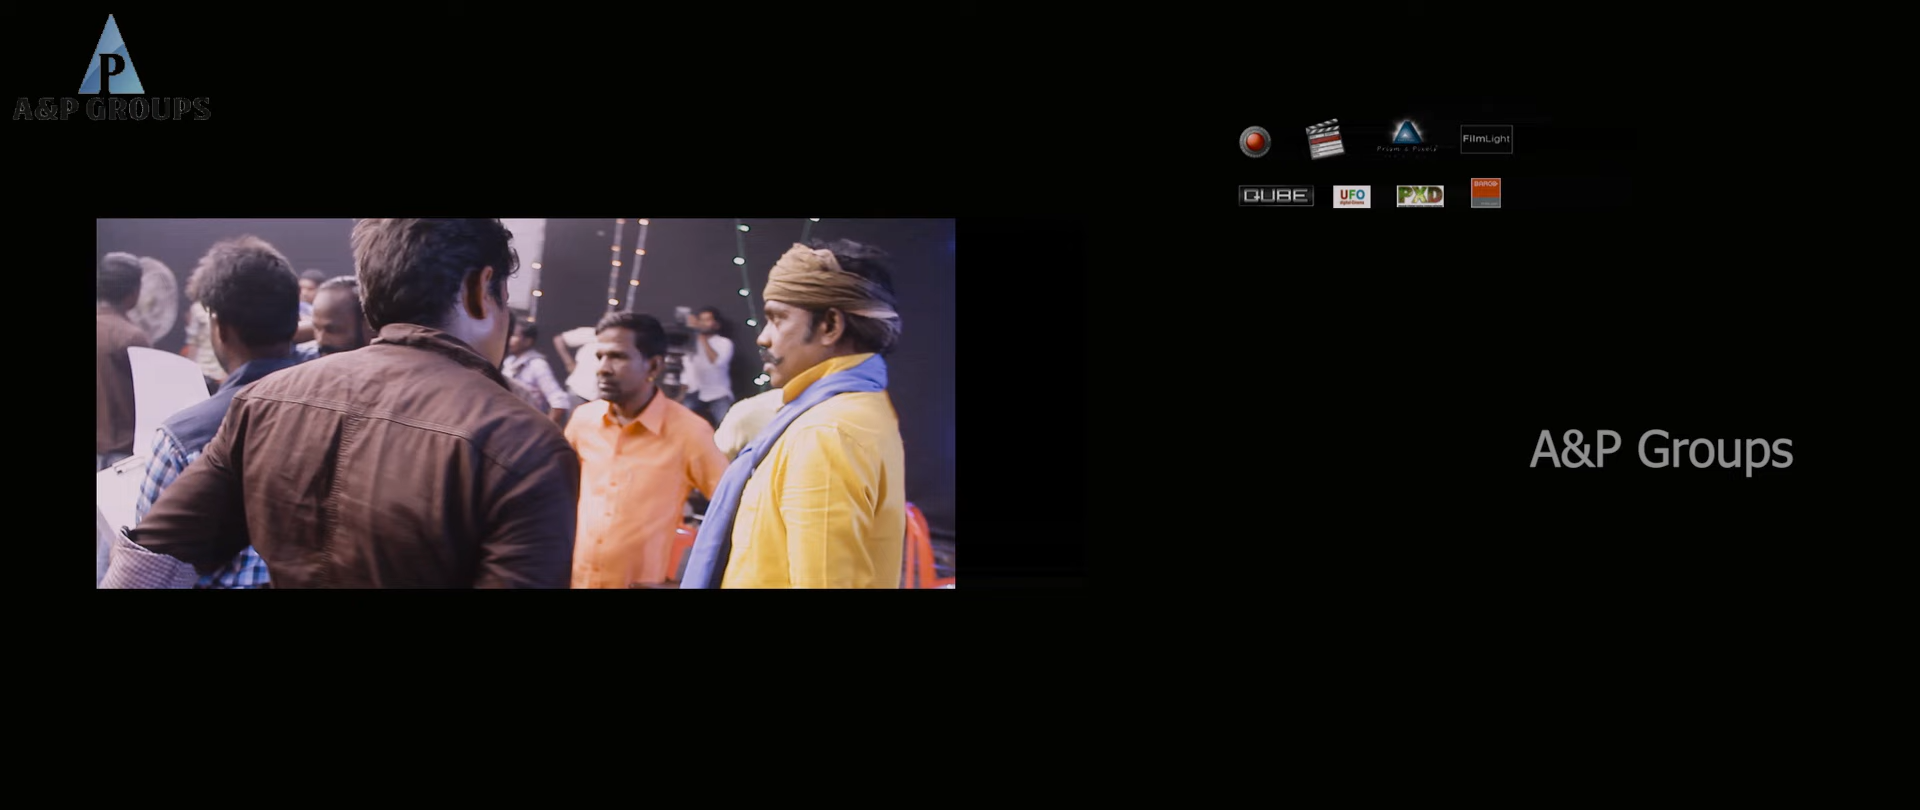 P
A&P GROUPS
FilmLight
QUBE
UFO
PXD
A&P Groups